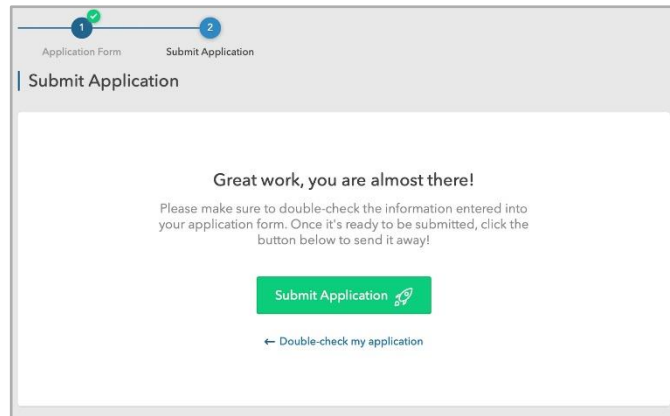 1
2
Application Form
Submit Application
Submit Application
Great work, you are almost there!
Please make sure to double-check the information entered into
your application form. Once it's ready to be submitted, click the
button below to send it away!
Submit Application
← Double-check my application